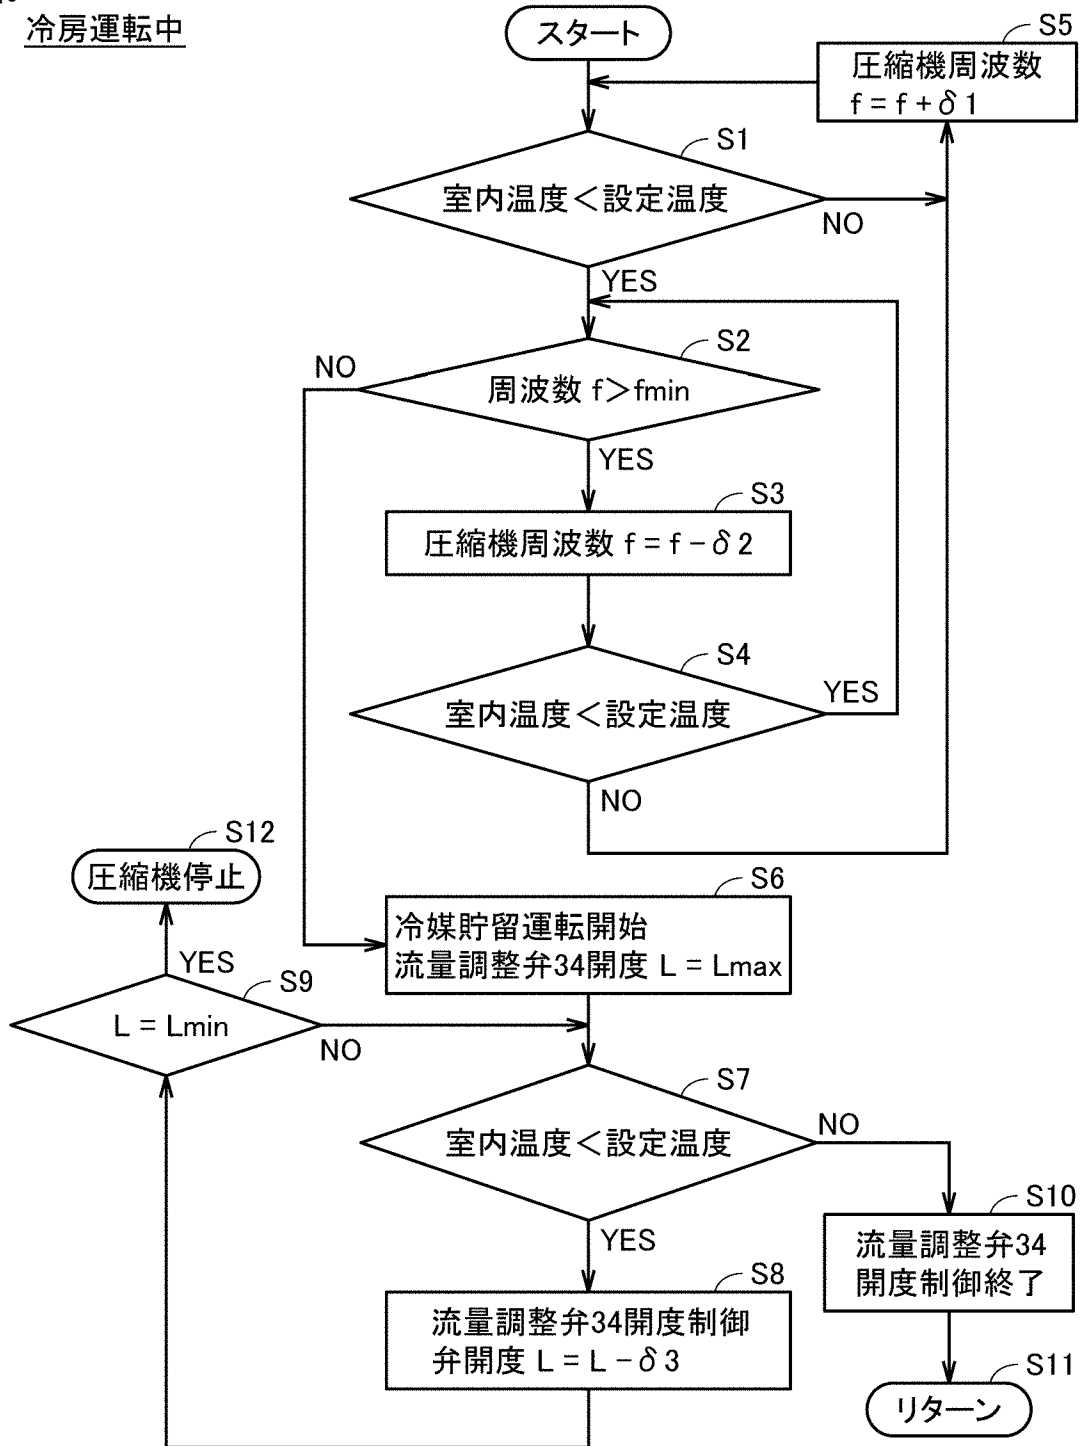 冷房運転中
スタート
S5
圧縮機周波数
f = f + δ1
S1
室内温度＜設定温度
NO
YES
S2
NO
周波数 f＞fmin
YES
S3
圧縮機周波数 f = f - δ2
S4
室内温度＜設定温度
YES
NO
S12
圧縮機停止
S6
冷媒貯留運転開始
流量調整弁34開度 L = Lmax
YES
S9
L = Lmin
NO
S7
室内温度＜設定温度
NO
YES
S10
流量調整弁34
開度制御終了
S8
流量調整弁34開度制御
弁開度 L = L - δ3
S11
リターン